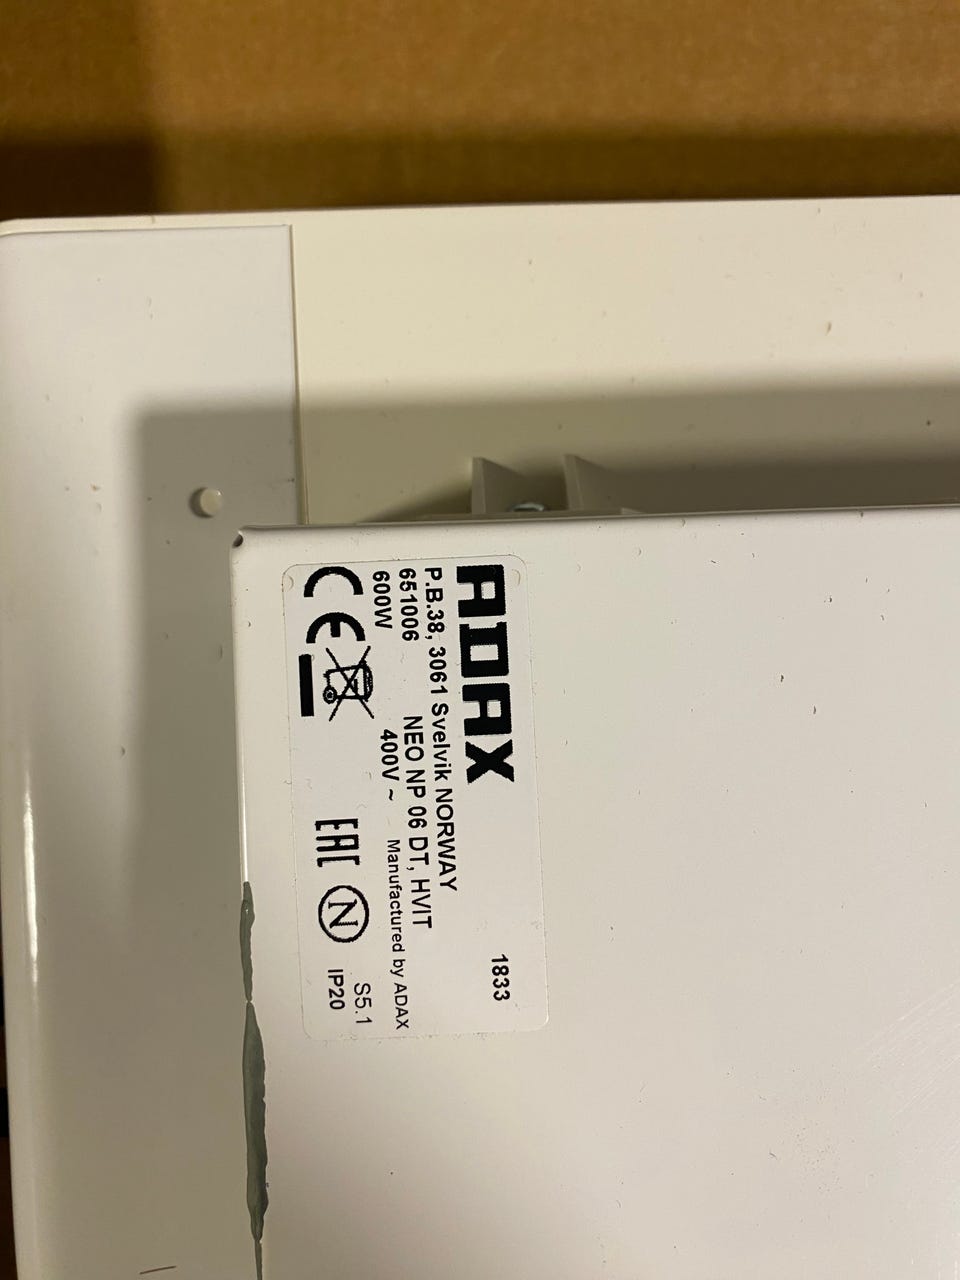 ADAX 1833
P.B.38, 3061 Svelvik NORWAY
651006 NEO NP 06 DT, HVIT
600W 400V ~ Manufactured by ADAX
CE EAC N S5.1
IP20